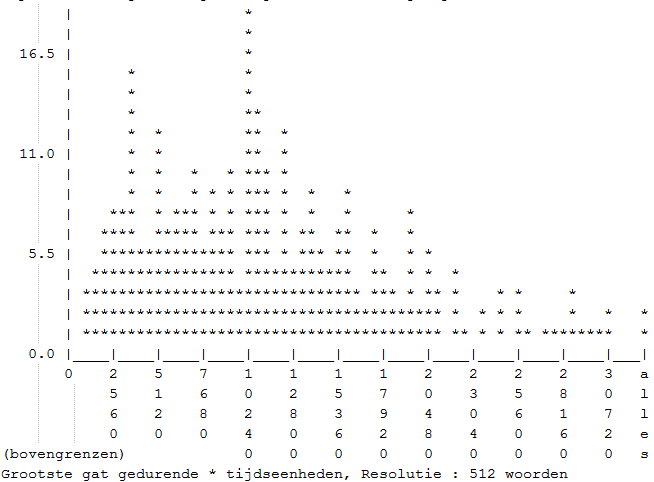 16.5
11.0
5.5
0.0
0 2 5 7 1 1 1 1 2 2 2 2 3 a
5 1 6 0 2 5 7 0 3 5 8 0 l
6 2 8 2 8 3 9 4 0 6 1 7 l
0 0 0 4 0 6 2 8 4 0 6 2 e
(bovengrenzen) 0 0 0 0 0 0 0 0 0 s
Grootste gat gedurende * tijdseenheden, Resolutie : 512 woorden